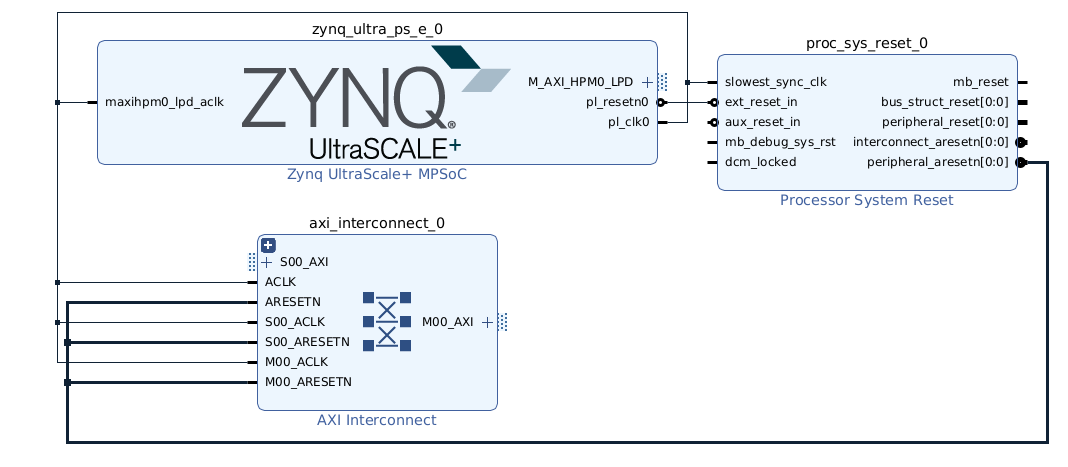 zynq_ultra_ps_e_0
maxihpm0_lpd_aclk
ZYNQ®
UltraSCALE+
M_AXI_HPM0_LPD
pl_resetn0
pl_clk0
Zynq UltraScale+ MPSoC
proc_sys_reset_0
slowest_sync_clk
ext_reset_in
aux_reset_in
mb_debug_sys_rst
dcm_locked
mb_reset
bus_struct_reset[0:0]
peripheral_reset[0:0]
interconnect_aresetn[0:0]
peripheral_aresetn[0:0]
Processor System Reset
axi_interconnect_0
S00_AXI
ACLK
ARESETN
S00_ACLK
S00_ARESETN
M00_ACLK
M00_ARESETN
M00_AXI
AXI Interconnect